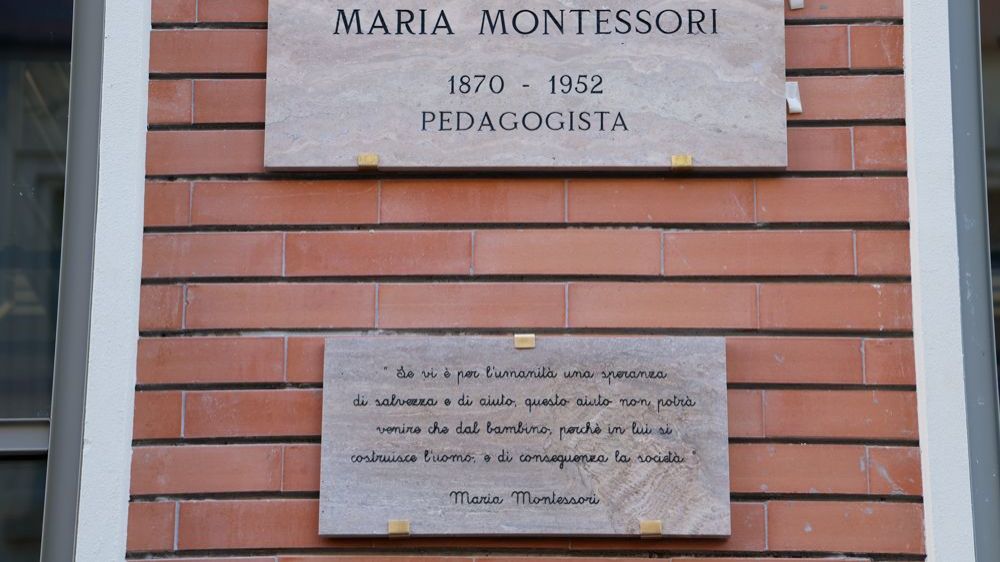 MARIA MONTESSORI
1870 - 1952
PEDAGOGISTA
" Se vi è per l'umanità una speranza
di salvezza e di aiuto, questo aiuto non potrà
venire che dal bambino, perchè in lui si
costruisce l'uomo, e di conseguenza la società. "
Maria Montessori